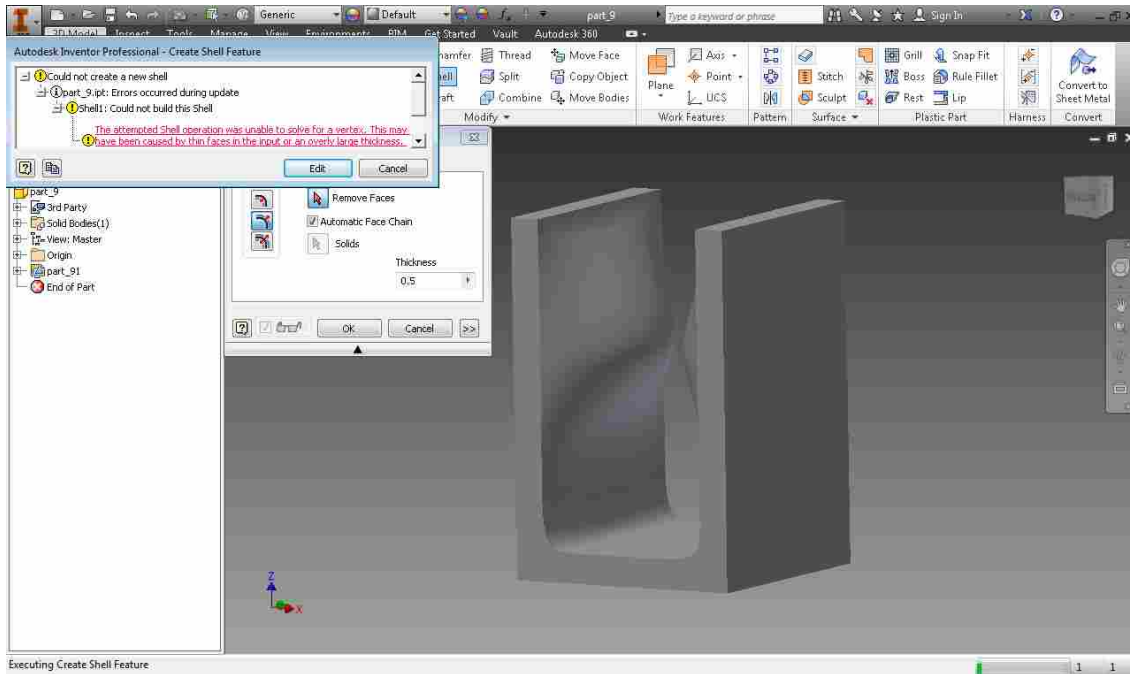 Generic
Default
part_9
Type a keyword or phrase
Sign In
3D Model Inspect Tools Manage View Environments BIM Get Started Vault Autodesk 360
Autodesk Inventor Professional - Create Shell Feature
Could not create a new shell
part_9.ipt: Errors occurred during update
Shell1: Could not build this Shell
The attempted Shell operation was unable to solve for a vertex. This may
have been caused by thin faces in the input or an overly large thickness.
Edit Cancel
Thread Move Face
Split Copy Object
Combine Move Bodies
Modify
Plane
Axis
Point
UCS
Work Features
Pattern
Stitch
Sculpt
Surface
Grill Snap Fit
Boss Rule Fillet
Rest Lip
Plastic Part
Harness
Convert to
Sheet Metal
Convert
part_9
3rd Party
Solid Bodies(1)
View: Master
Origin
part_91
End of Part
Remove Faces
Automatic Face Chain
Solids
Thickness
0.5
OK Cancel >>
Z
X
Executing Create Shell Feature
1 1